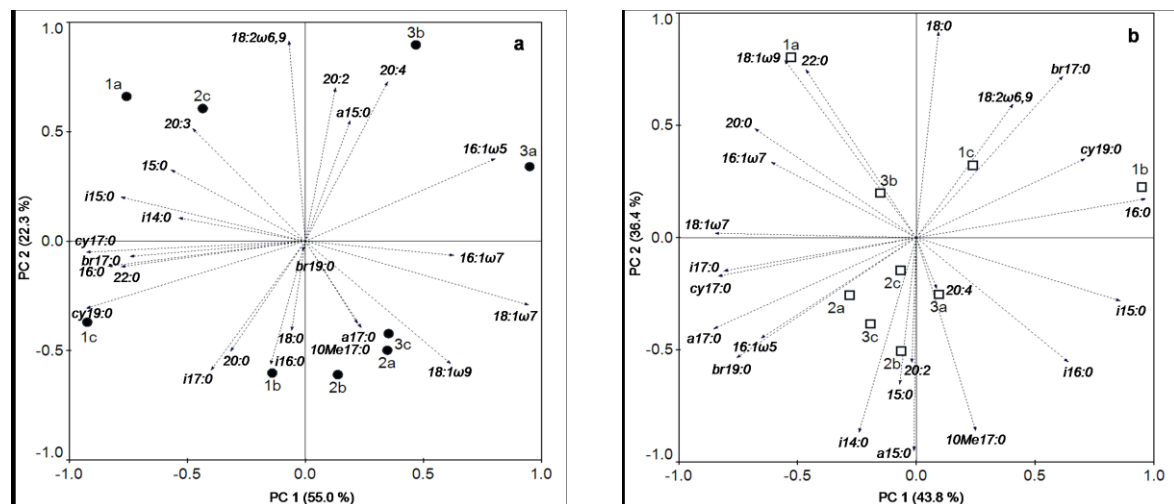 a
1.0
0.5
0.0
-0.5
-1.0
PC 2 (22.3 %)
18:2ω6,9
3b
20:2
20:4
1a
2c
a15:0
20:3
16:1ω5
3a
15:0
i15:0
i14:0
cy17:0
br17:0
16:0
22:0
br19:0
16:1ω7
cy19:0
18:1ω7
1c
18:0
a17:0
3c
20:0
i16:0
10Me17:0
2a
i17:0
18:1ω9
1b
2b
-1.0
-0.5
0.0
0.5
1.0
PC 1 (55.0 %)
b
1.0
0.5
0.0
-0.5
-1.0
PC 2 (36.4 %)
18:0
1a
18:1ω9
22:0
br17:0
18:2ω6,9
20:0
16:1ω7
1c
cy19:0
3b
1b
16:0
18:1ω7
i17:0
cy17:0
2c
20:4
2a
3a
i15:0
a17:0
3c
16:1ω5
br19:0
2b
20:2
i16:0
15:0
i14:0
10Me17:0
a15:0
-1.0
-0.5
0.0
0.5
1.0
PC 1 (43.8 %)